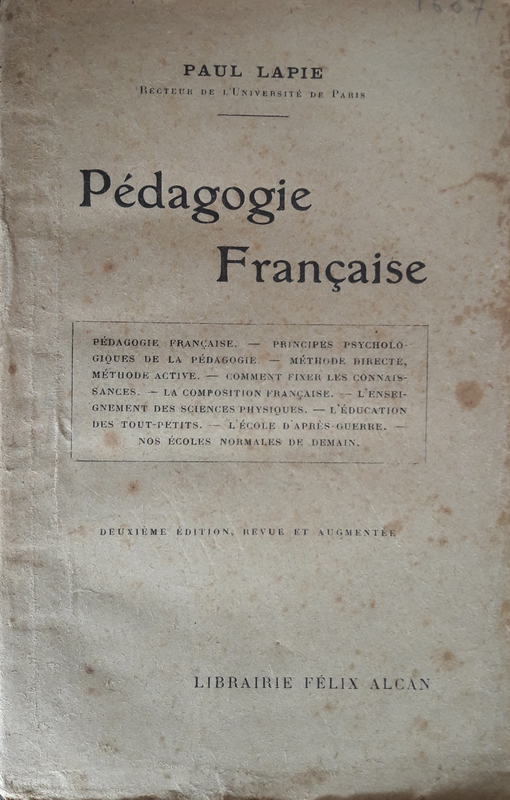 PAUL LAPIE
RECTEUR DE L'UNIVERSITÉ DE PARIS
Pédagogie
Française
PÉDAGOGIE FRANÇAISE. — PRINCIPES PSYCHOLO-
GIQUES DE LA PÉDAGOGIE. — MÉTHODE DIRECTE,
MÉTHODE ACTIVE. — COMMENT FIXER LES CONNAIS-
SANCES. — LA COMPOSITION FRANÇAISE. — L'ENSEI-
GNEMENT DES SCIENCES PHYSIQUES. — L'ÉDUCATION
DES TOUT-PETITS. — L'ÉCOLE D'APRÈS-GUERRE. —
NOS ÉCOLES NORMALES DE DEMAIN.
DEUXIÈME ÉDITION, REVUE ET AUGMENTÉE
LIBRAIRIE FÉLIX ALCAN